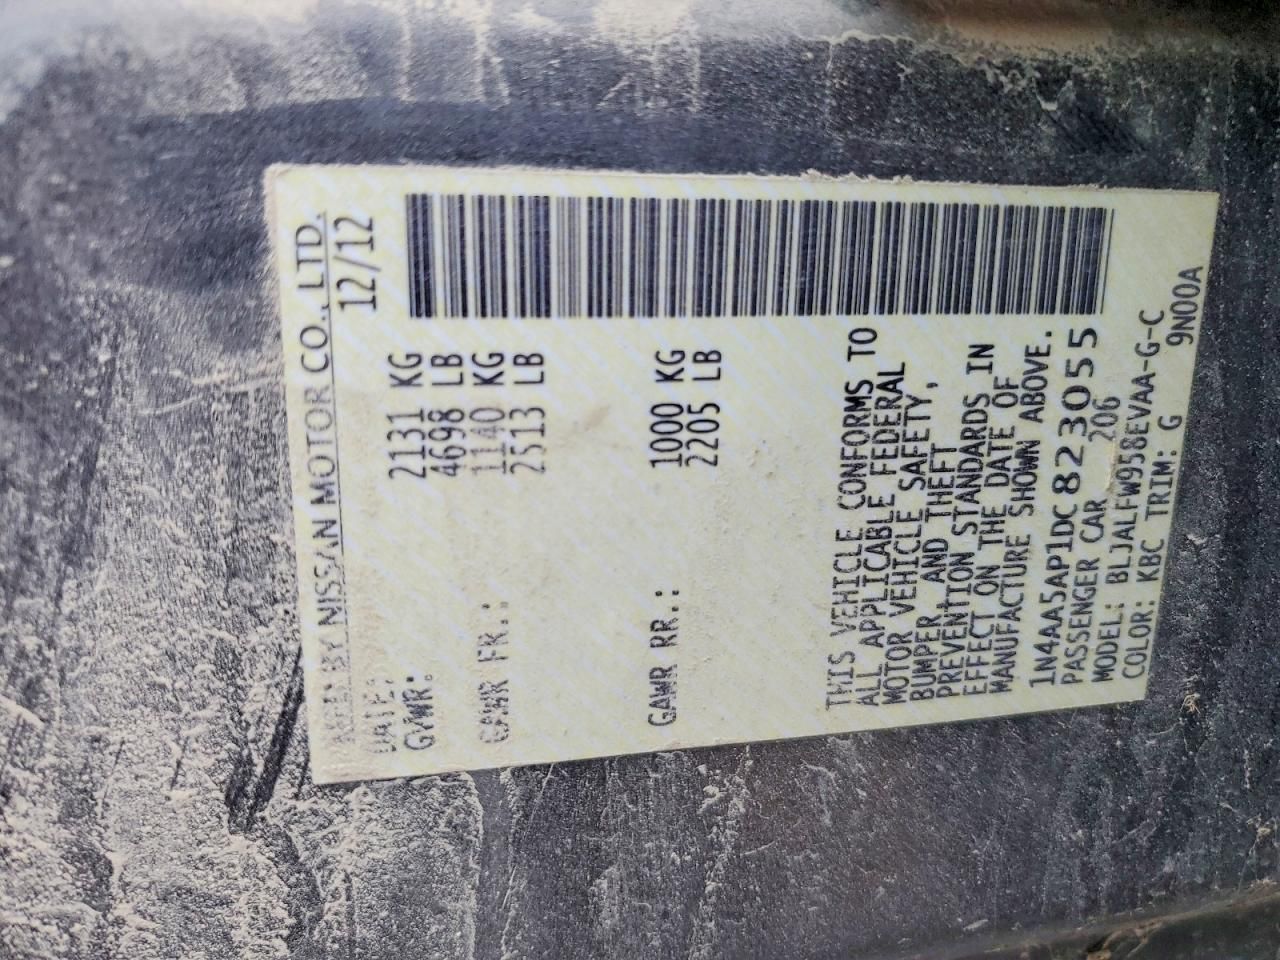 MFD BY NISSAN MOTOR CO., LTD.
DATE: 12/12
GVWR: 2131 KG
4698 LB
GAWR FR.: 1140 KG
2513 LB
GAWR RR.: 1000 KG
2205 LB
THIS VEHICLE CONFORMS TO
ALL APPLICABLE FEDERAL
MOTOR VEHICLE SAFETY,
BUMPER AND THEFT
PREVENTION STANDARDS IN
EFFECT ON THE DATE OF
MANUFACTURE SHOWN ABOVE.
1N4AA5AP1DC823055
PASSENGER CAR 206
MODEL: BLJALFW958EVAA-G-C
COLOR: KBC TRIM: G 9N00A